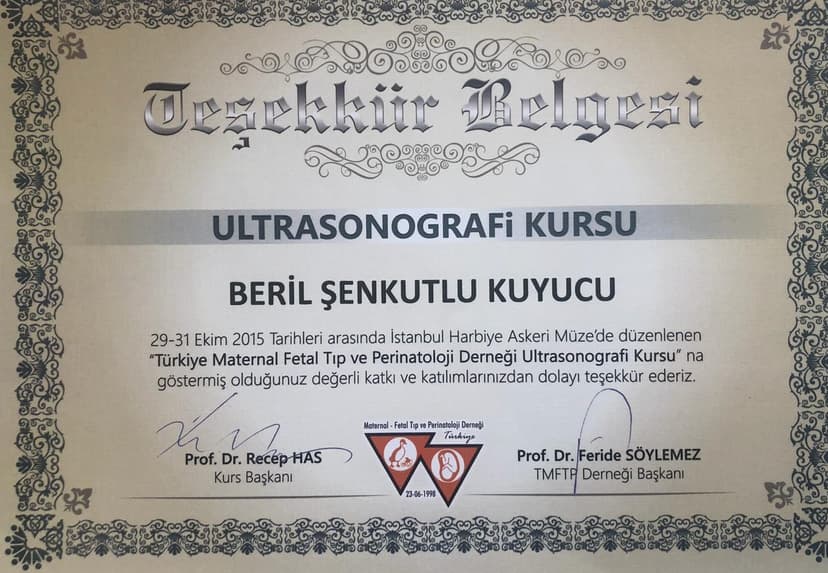 Teşekkür Belgesi
ULTRASONOGRAFi KURSU
BERİL ŞENKUTLU KUYUCU
29-31 Ekim 2015 Tarihleri arasında İstanbul Harbiye Askeri Müze’de düzenlenen
“Türkiye Maternal Fetal Tıp ve Perinatoloji Derneği Ultrasonografi Kursu” na
göstermiş olduğunuz değerli katkı ve katılımlarınızdan dolayı teşekkür ederiz.
Maternal - Fetal Tıp ve Perinatoloji Derneği
Türkiye
23-06-1998
Prof. Dr. Recep HAS
Kurs Başkanı
Prof. Dr. Feride SÖYLEMEZ
TMFTP Derneği Başkanı